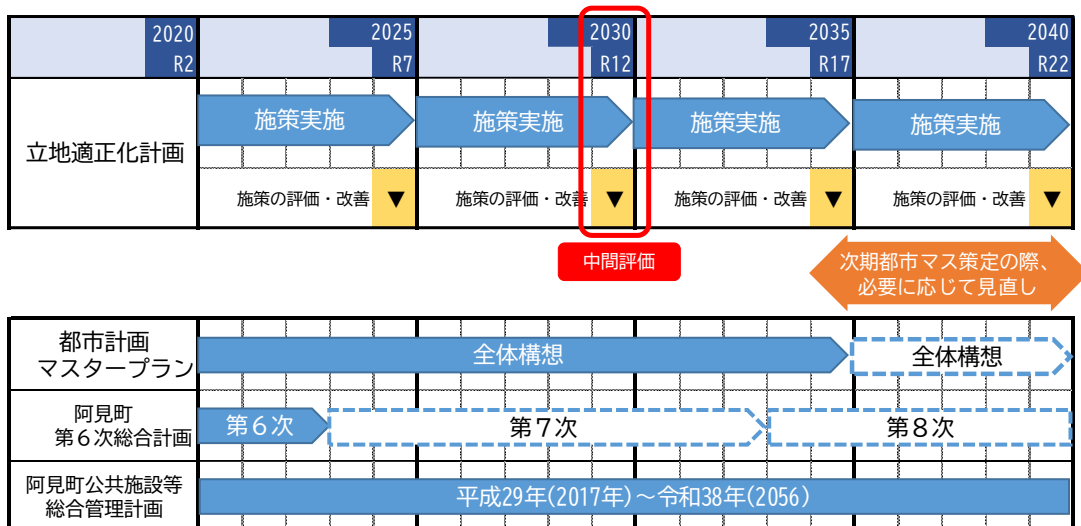 2020 2025 2030 2035 2040
R2 R7 R12 R17 R22
立地適正化計画
施策実施 施策実施 施策実施 施策実施
施策の評価・改善 ▼ 施策の評価・改善 ▼ 施策の評価・改善 ▼ 施策の評価・改善 ▼
中間評価
次期都市マス策定の際、
必要に応じて見直し
都市計画
マスタープラン
全体構想 全体構想
阿見町
第6次総合計画
第6次 第7次 第8次
阿見町公共施設等
総合管理計画
平成29年(2017年)~令和38年(2056)